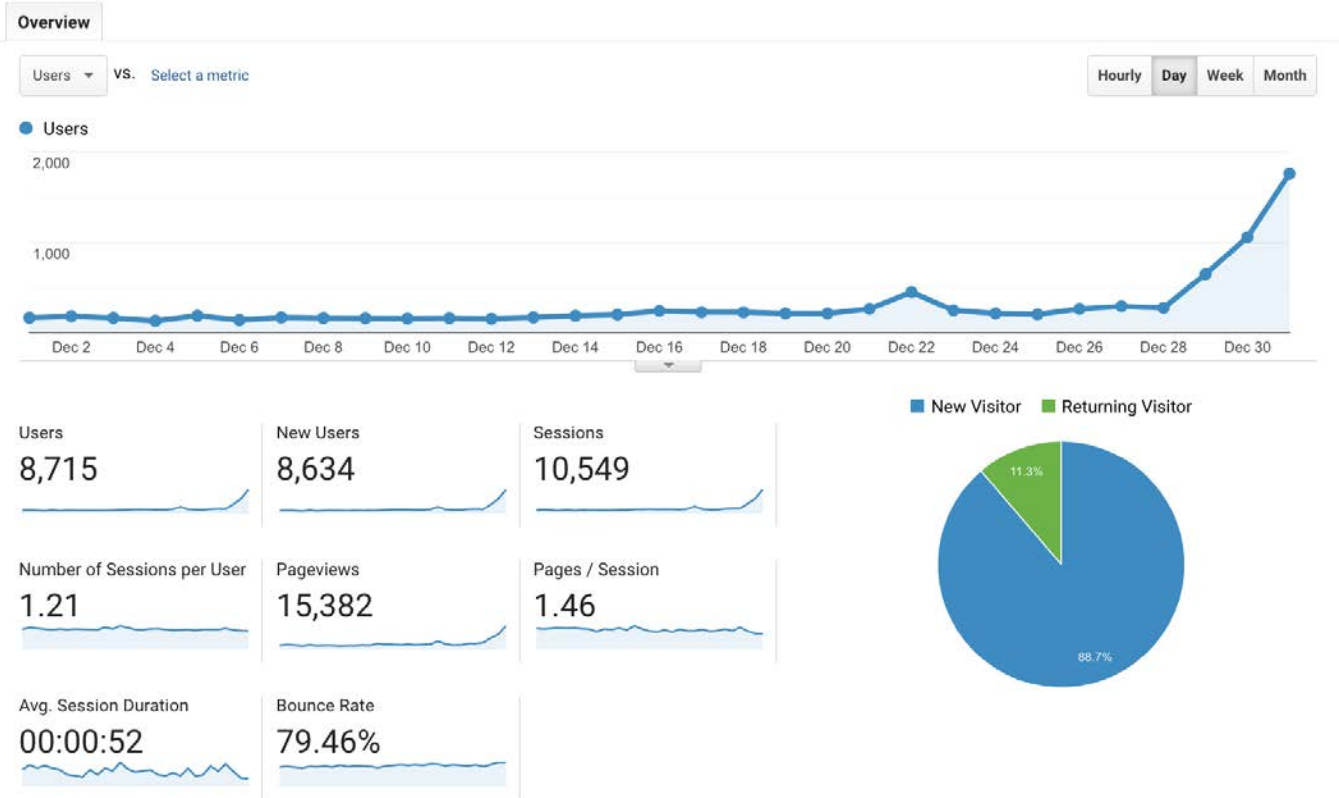 Overview
Users VS. Select a metric
Hourly Day Week Month
Users
2,000
1,000
Dec 2 Dec 4 Dec 6 Dec 8 Dec 10 Dec 12 Dec 14 Dec 16 Dec 18 Dec 20 Dec 22 Dec 24 Dec 26 Dec 28 Dec 30
New Visitor Returning Visitor
Users New Users Sessions
8,715 8,634 10,549
11.3%
Number of Sessions per User Pageviews Pages / Session
1.21 15,382 1.46
88.7%
Avg. Session Duration Bounce Rate
00:00:52 79.46%